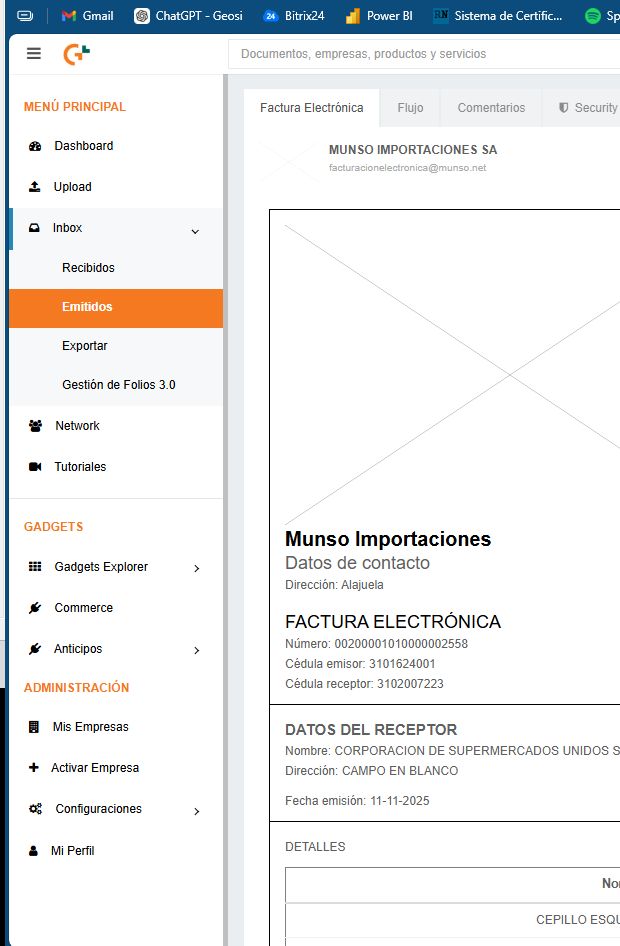 Gmail
ChatGPT - Geosi
24 Bitrix24
Power BI
RN Sistema de Certific...
Sp
Documentos, empresas, productos y servicios
MENÚ PRINCIPAL
Dashboard
Upload
Inbox
Recibidos
Emitidos
Exportar
Gestión de Folios 3.0
Network
Tutoriales
GADGETS
Gadgets Explorer
Commerce
Anticipos
ADMINISTRACIÓN
Mis Empresas
Activar Empresa
Configuraciones
Mi Perfil
Factura Electrónica
Flujo
Comentarios
Security
MUNSO IMPORTACIONES SA
facturacionelectronica@munso.net
Munso Importaciones
Datos de contacto
Dirección: Alajuela
FACTURA ELECTRÓNICA
Número: 00200001010000002558
Cédula emisor: 3101624001
Cédula receptor: 3102007223
DATOS DEL RECEPTOR
Nombre: CORPORACION DE SUPERMERCADOS UNIDOS S
Dirección: CAMPO EN BLANCO
Fecha emisión: 11-11-2025
DETALLES
No
CEPILLO ESQU